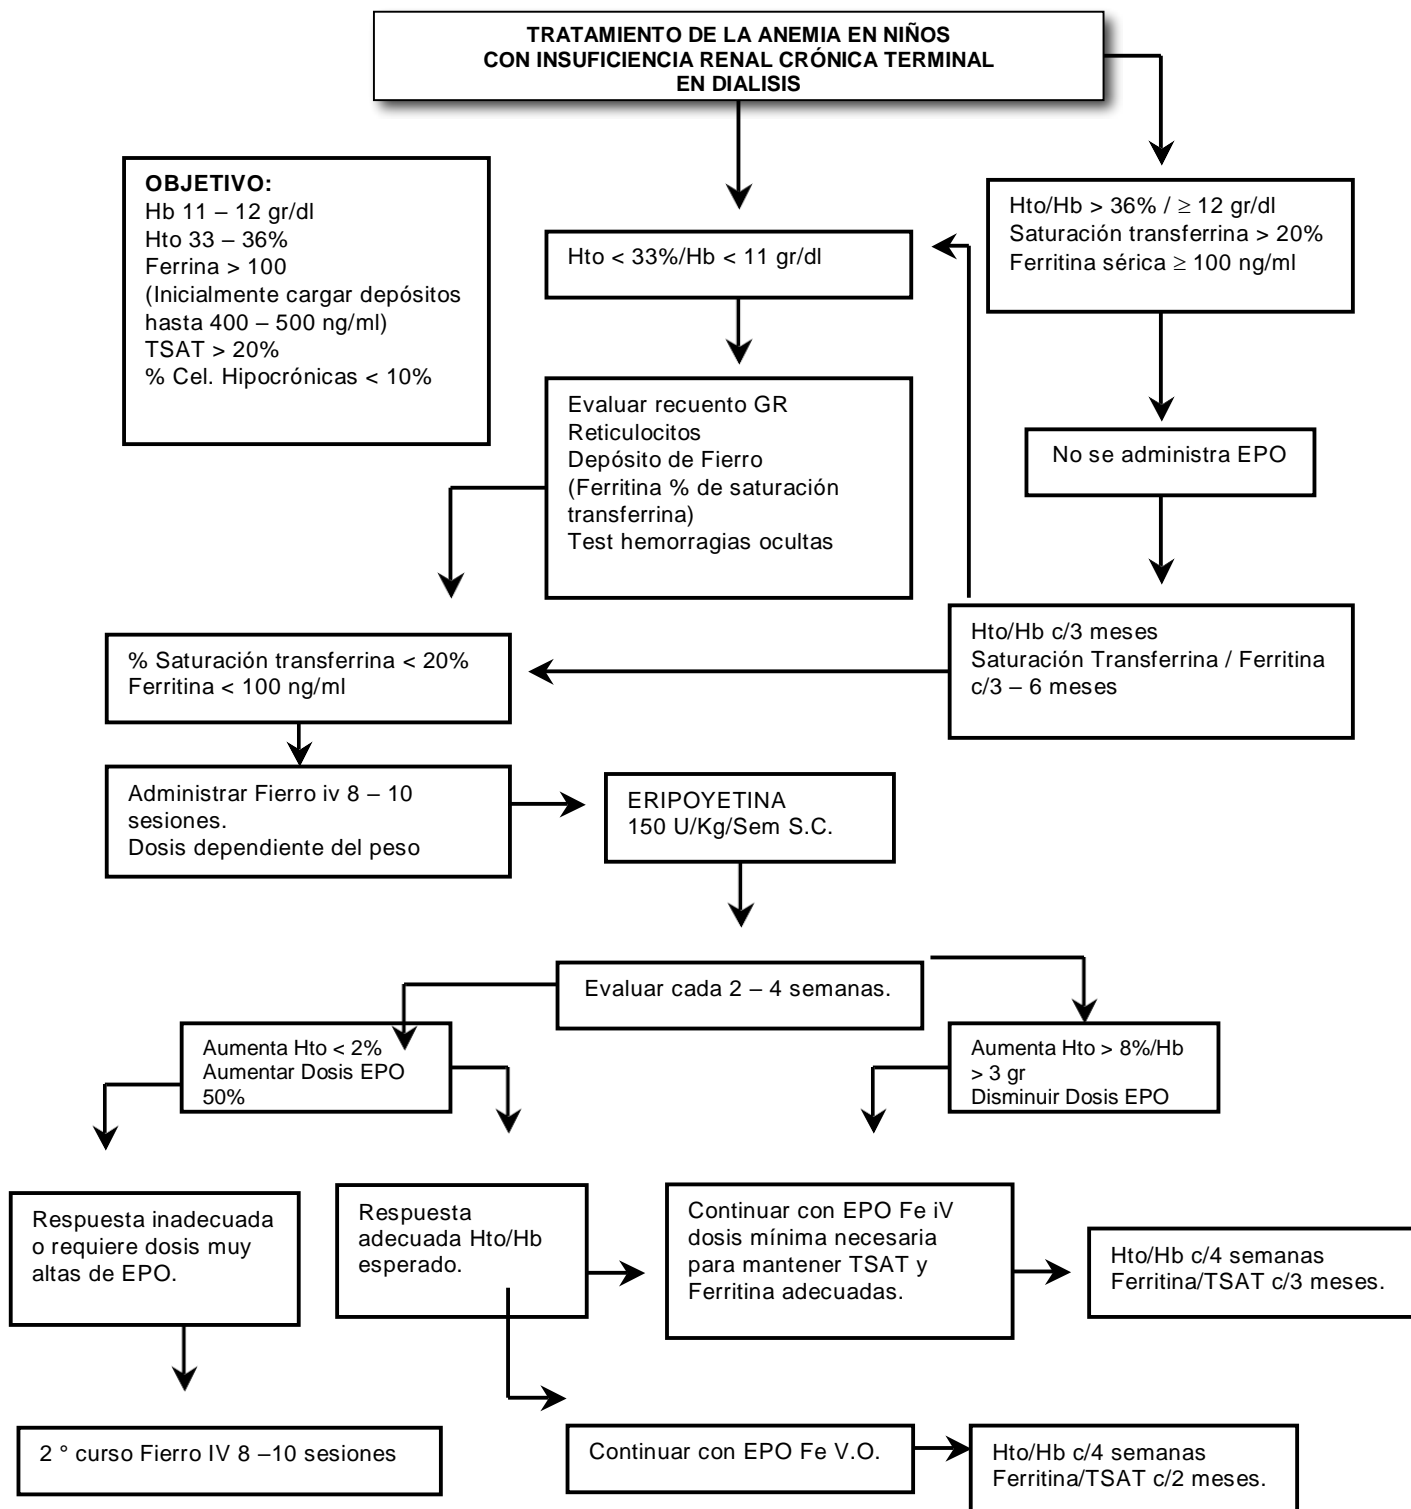 TRATAMIENTO DE LA ANEMIA EN NIÑOS
CON INSUFICIENCIA RENAL CRÓNICA TERMINAL
EN DIALISIS
OBJETIVO:
Hb 11 – 12 gr/dl
Hto 33 – 36%
Ferrina > 100
(Inicialmente cargar depósitos
hasta 400 – 500 ng/ml)
TSAT > 20%
% Cel. Hipocrónicas < 10%
Hto < 33%/Hb < 11 gr/dl
Hto/Hb > 36% / ≥ 12 gr/dl
Saturación transferrina > 20%
Ferritina sérica ≥ 100 ng/ml
Evaluar recuento GR
Reticulocitos
Depósito de Fierro
(Ferritina % de saturación
transferrina)
Test hemorragias ocultas
No se administra EPO
Hto/Hb c/3 meses
Saturación Transferrina / Ferritina
c/3 – 6 meses
% Saturación transferrina < 20%
Ferritina < 100 ng/ml
Administrar Fierro iv 8 – 10
sesiones.
Dosis dependiente del peso
ERIPOYETINA
150 U/Kg/Sem S.C.
Evaluar cada 2 – 4 semanas.
Aumenta Hto < 2%
Aumentar Dosis EPO
50%
Aumenta Hto > 8%/Hb
> 3 gr
Disminuir Dosis EPO
Respuesta inadecuada
o requiere dosis muy
altas de EPO.
Respuesta
adecuada Hto/Hb
esperado.
Continuar con EPO Fe iV
dosis mínima necesaria
para mantener TSAT y
Ferritina adecuadas.
Hto/Hb c/4 semanas
Ferritina/TSAT c/3 meses.
2 ° curso Fierro IV 8 –10 sesiones
Continuar con EPO Fe V.O.
Hto/Hb c/4 semanas
Ferritina/TSAT c/2 meses.